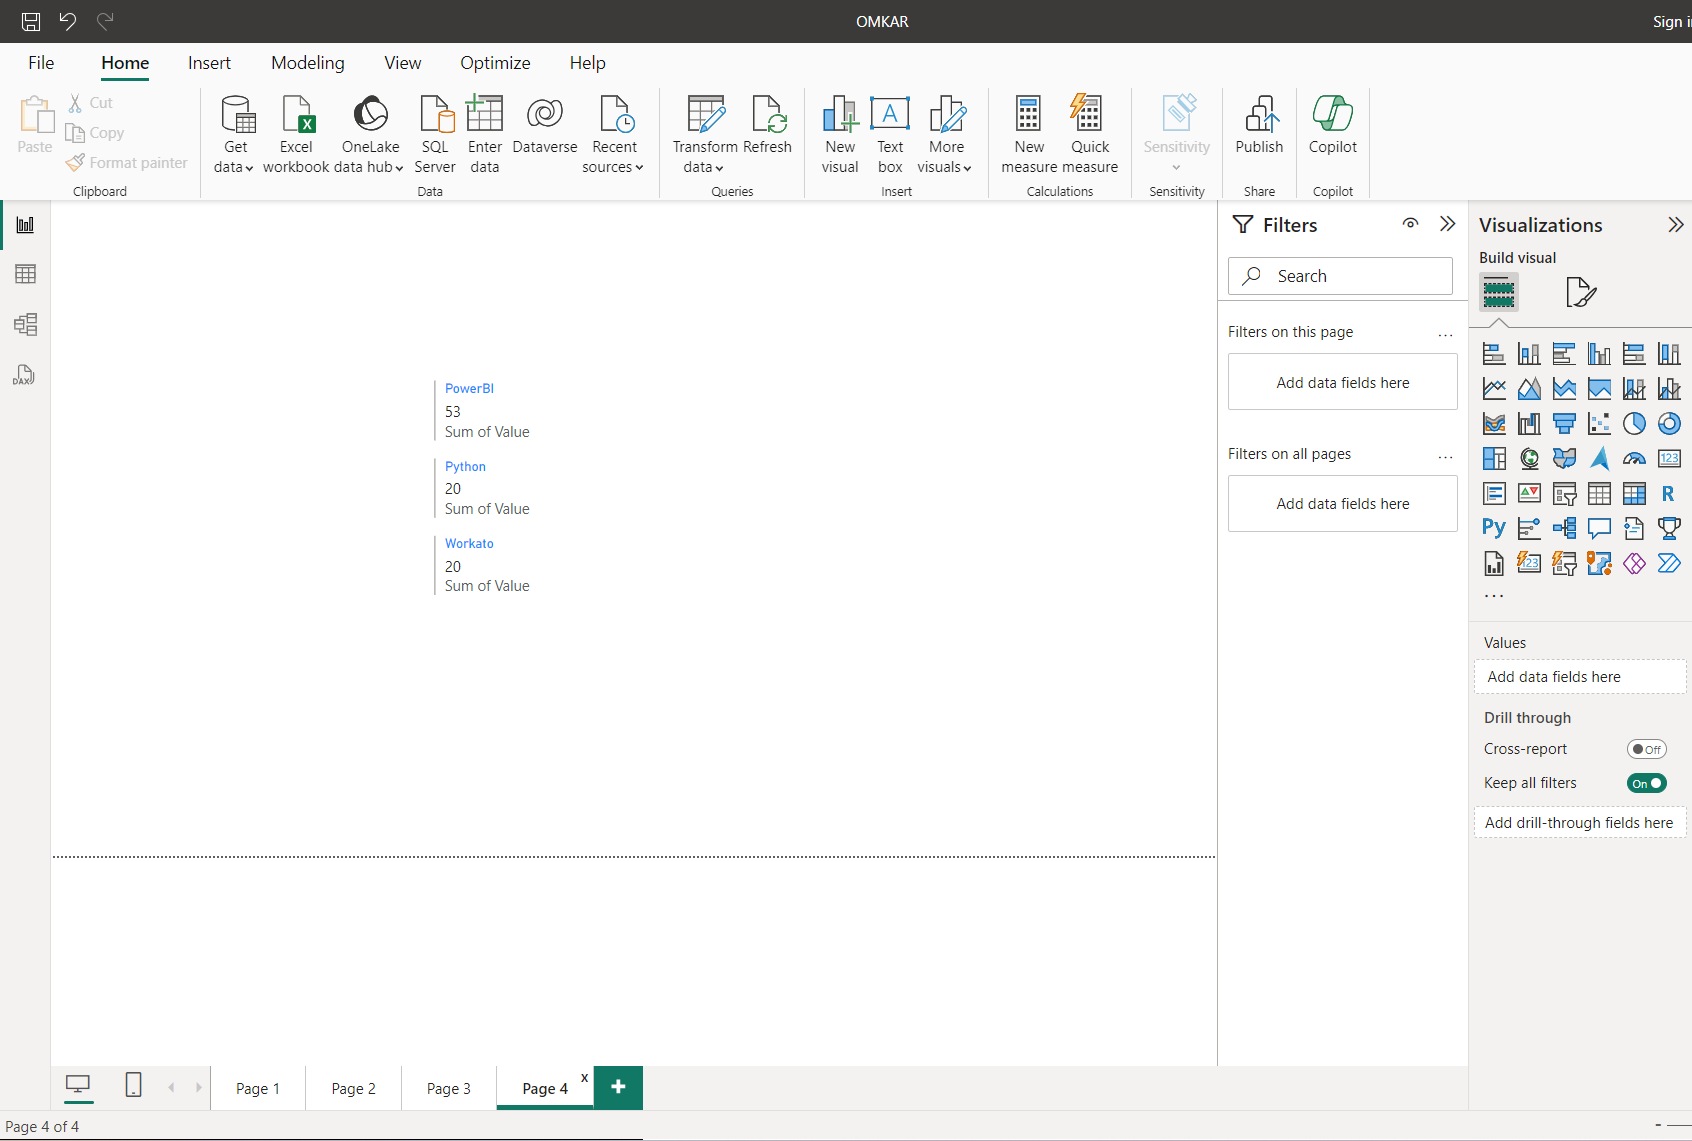 OMKAR
Sign i
File Home Insert Modeling View Optimize Help
Paste
Cut
Copy
Format painter
Clipboard
Get
data
Excel
workbook
OneLake
data hub
SQL
Server
Enter
data
Dataverse
Recent
sources
Data
Transform
data
Refresh
Queries
New
visual
Text
box
More
visuals
Insert
New
measure
Quick
measure
Calculations
Sensitivity
Sensitivity
Publish
Share
Copilot
Copilot
DAX
PowerBI
53
Sum of Value
Python
20
Sum of Value
Workato
20
Sum of Value
Filters
Search
Filters on this page ...
Add data fields here
Filters on all pages ...
Add data fields here
Visualizations
Build visual
123
R
Py
123
...
Values
Add data fields here
Drill through
Cross-report Off
Keep all filters On
Add drill-through fields here
Page 1 Page 2 Page 3 Page 4 x +
Page 4 of 4 -